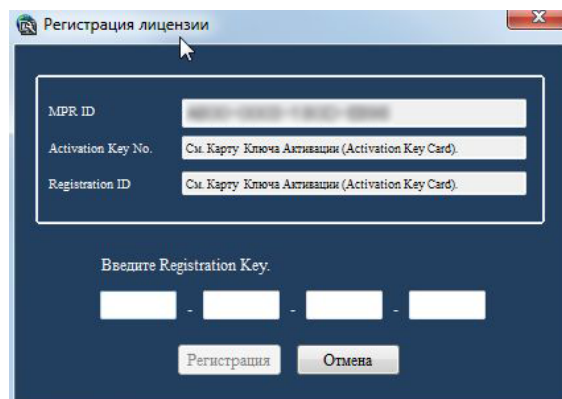 Регистрация лицензии
MPR ID
Activation Key No. См. Карту Ключа Активации (Activation Key Card).
Registration ID См. Карту Ключа Активации (Activation Key Card).
Введите Registration Key.
- - -
Регистрация Отмена